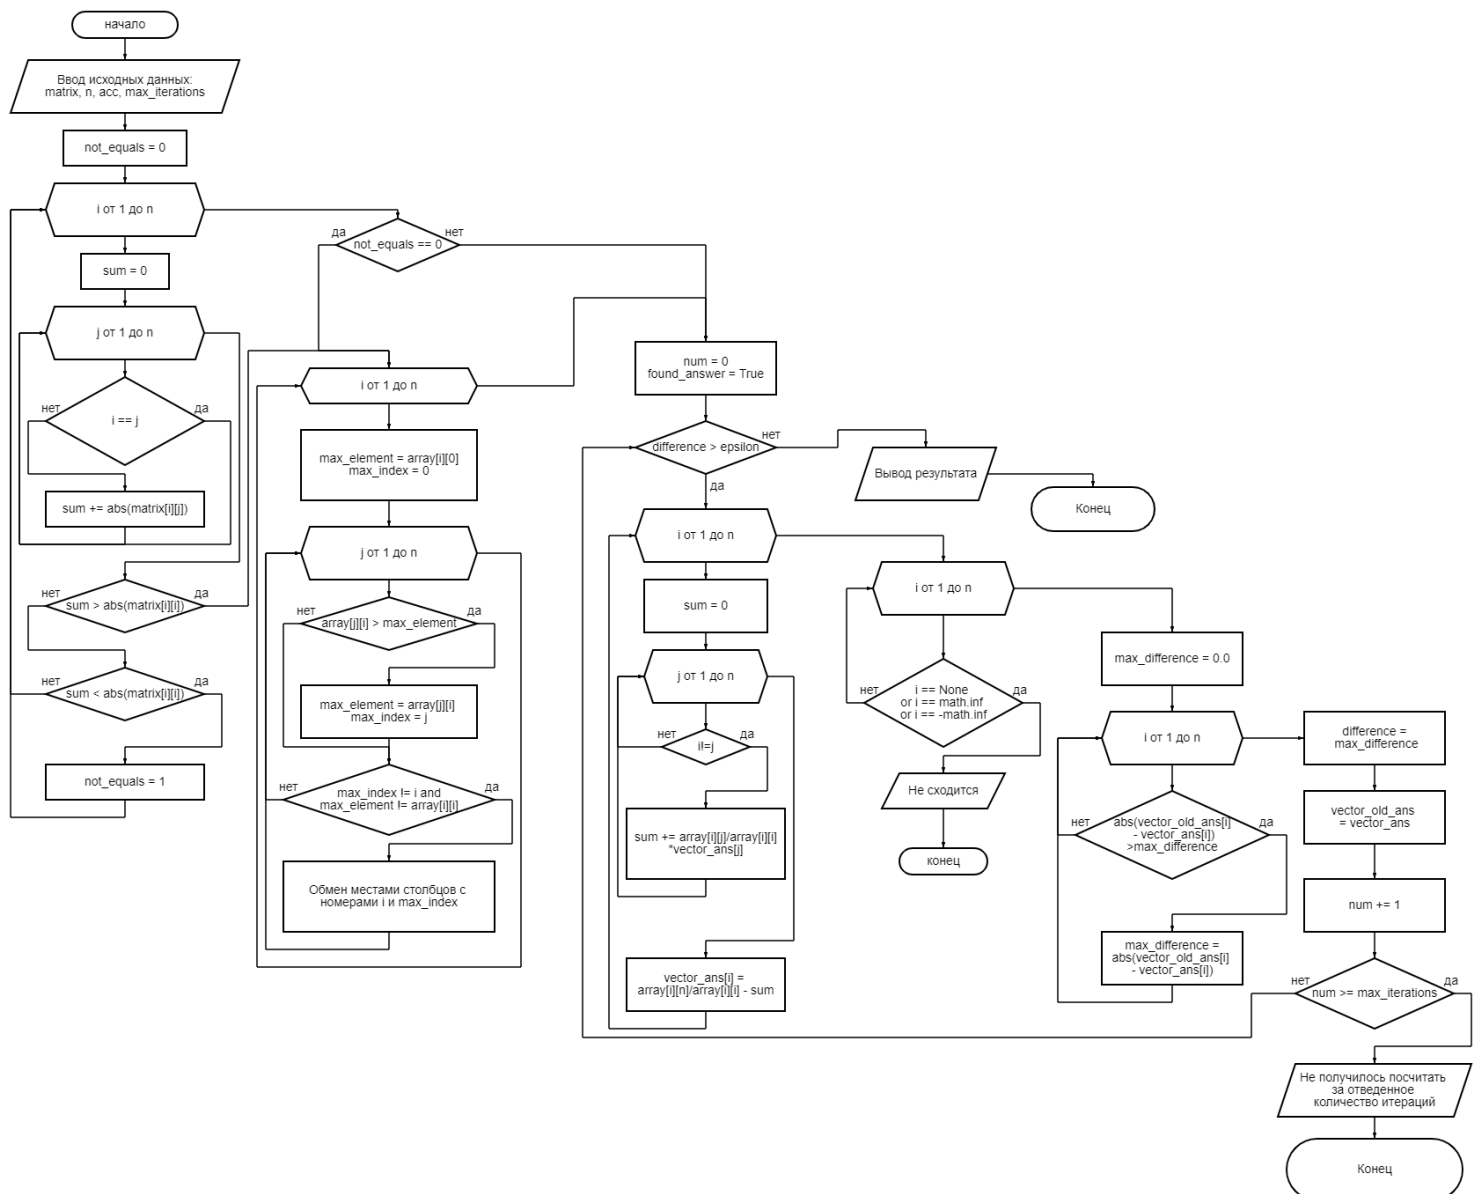 начало
Ввод исходных данных:
matrix, n, acc, max_iterations
not_equals = 0
i от 1 до n
sum = 0
j от 1 до n
нет
да
i == j
sum += abs(matrix[i][j])
нет
да
sum > abs(matrix[i][i])
нет
да
sum < abs(matrix[i][i])
not_equals = 1
да
нет
not_equals == 0
i от 1 до n
max_element = array[i][0]
max_index = 0
j от 1 до n
нет
да
array[j][i] > max_element
max_element = array[j][i]
max_index = j
нет
да
max_index != i and
max_element != array[i][i]
Обмен местами столбцов с
номерами i и max_index
num = 0
found_answer = True
difference > epsilon
нет
да
Вывод результата
Конец
i от 1 до n
sum = 0
j от 1 до n
нет
да
i!=j
sum += array[i][j]/array[i][i]
*vector_ans[j]
vector_ans[i] =
array[i][n]/array[i][i] - sum
i от 1 до n
нет
да
i == None
or i == math.inf
or i == -math.inf
Не сходится
конец
max_difference = 0.0
i от 1 до n
нет
да
abs(vector_old_ans[i]
- vector_ans[i])
>max_difference
max_difference =
abs(vector_old_ans[i]
- vector_ans[i])
difference =
max_difference
vector_old_ans
= vector_ans
num += 1
нет
да
num >= max_iterations
Не получилось посчитать
за отведенное
количество итераций
Конец